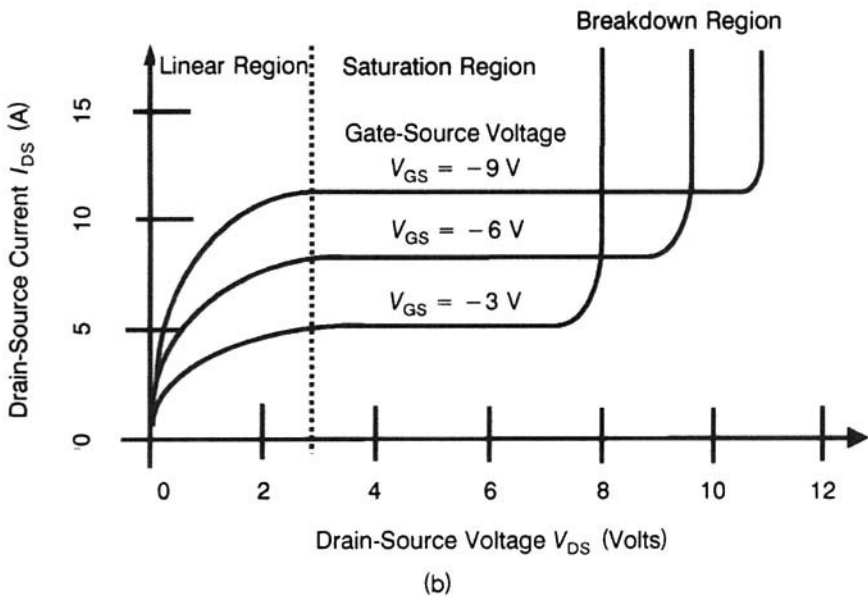 Breakdown Region
Linear Region
Saturation Region
Gate-Source Voltage
V_GS = −9 V
V_GS = −6 V
V_GS = −3 V
Drain-Source Current I_DS (A)
15
10
5
0
0 2 4 6 8 10 12
Drain-Source Voltage V_DS (Volts)
(b)